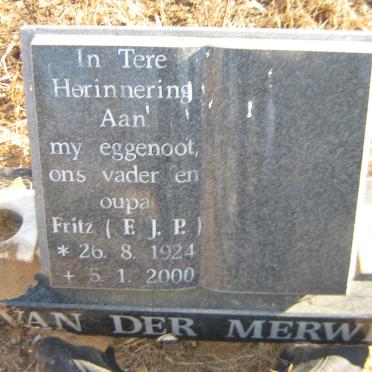 In Tere
Herinnering
Aan
my eggenoot,
ons vader en
oupa
Fritz ( F. J. P. )
* 26. 8. 1924
+ 5. 1. 2000
VAN DER MERWE